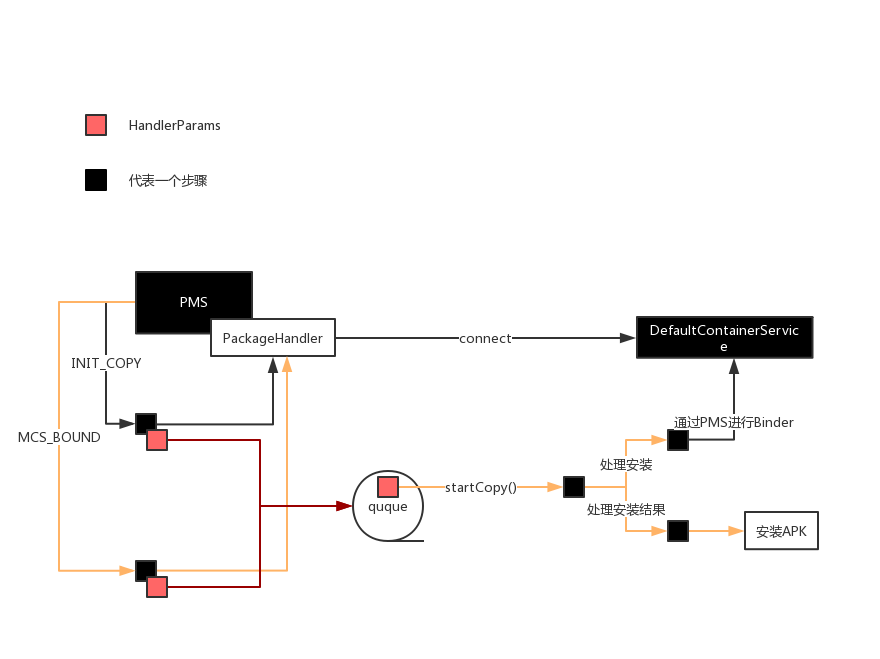 HandlerParams
代表一个步骤
PMS
PackageHandler
connect
DefaultContainerServic
e
INIT_COPY
MCS_BOUND
通过PMS进行Binder
处理安装
startCopy()
quque
处理安装结果
安装APK